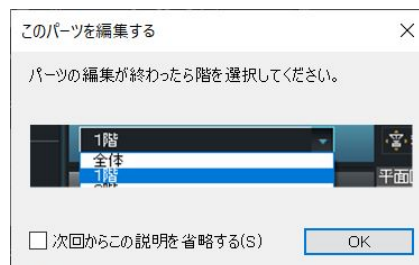 このパーツを編集する
パーツの編集が終わったら階を選択してください。
1階
全体
1階
平面
次回からこの説明を省略する(S)
OK